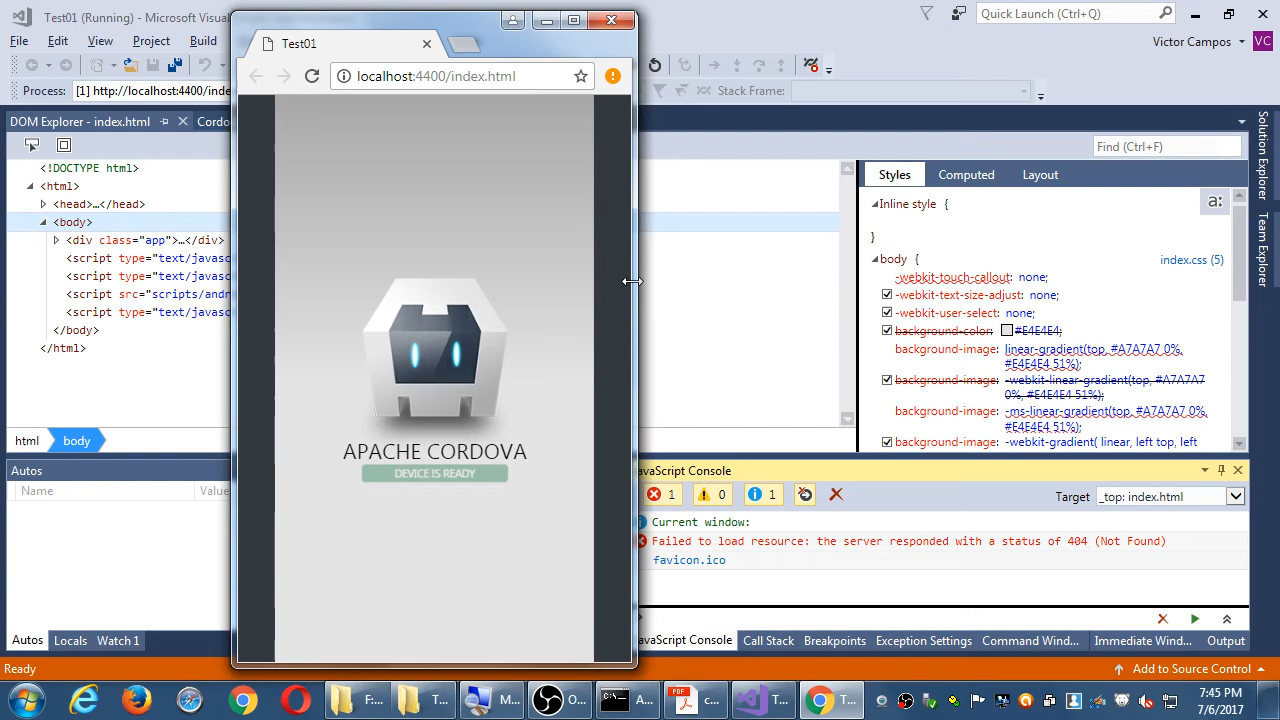 Test01 (Running) - Microsoft Visu
Quick Launch (Ctrl+Q)
File Edit View Project Build
Victor Campos VC
Process: [1] http://localhost:4400/inde
Stack Frame:
DOM Explorer - index.html
Cordo
Find (Ctrl+F)
<!DOCTYPE html>
<html>
<head>…</head>
<body>
<div class="app">…</div>
<script type="text/javasc
<script type="text/javasc
<script src="scripts/andr
<script type="text/javasc
</body>
</html>
html body
Styles Computed Layout
Inline style {
}
a:
body { index.css (5)
-webkit-touch-callout: none;
-webkit-text-size-adjust: none;
-webkit-user-select: none;
background-color: #E4E4E4;
background-image: linear-gradient(top, #A7A7A7 0%,
#E4E4E4 51%);
background-image: -webkit-linear-gradient(top, #A7A7A7
0%, #E4E4E4 51%);
background-image: -ms-linear-gradient(top, #A7A7A7 0%,
#E4E4E4 51%);
background-image: -webkit-gradient( linear, left top, left
Solution Explorer
Team Explorer
Test01
localhost:4400/index.html
APACHE CORDOVA
DEVICE IS READY
Autos
Name Value
Autos Locals Watch 1
JavaScript Console
1 0 1
Target _top: index.html
Current window:
Failed to load resource: the server responded with a status of 404 (Not Found)
favicon.ico
JavaScript Console Call Stack Breakpoints Exception Settings Command Wind... Immediate Wind... Output
Ready
Add to Source Control
F:... T... M... O... A... PDF c... T... T...
7:45 PM
7/6/2017